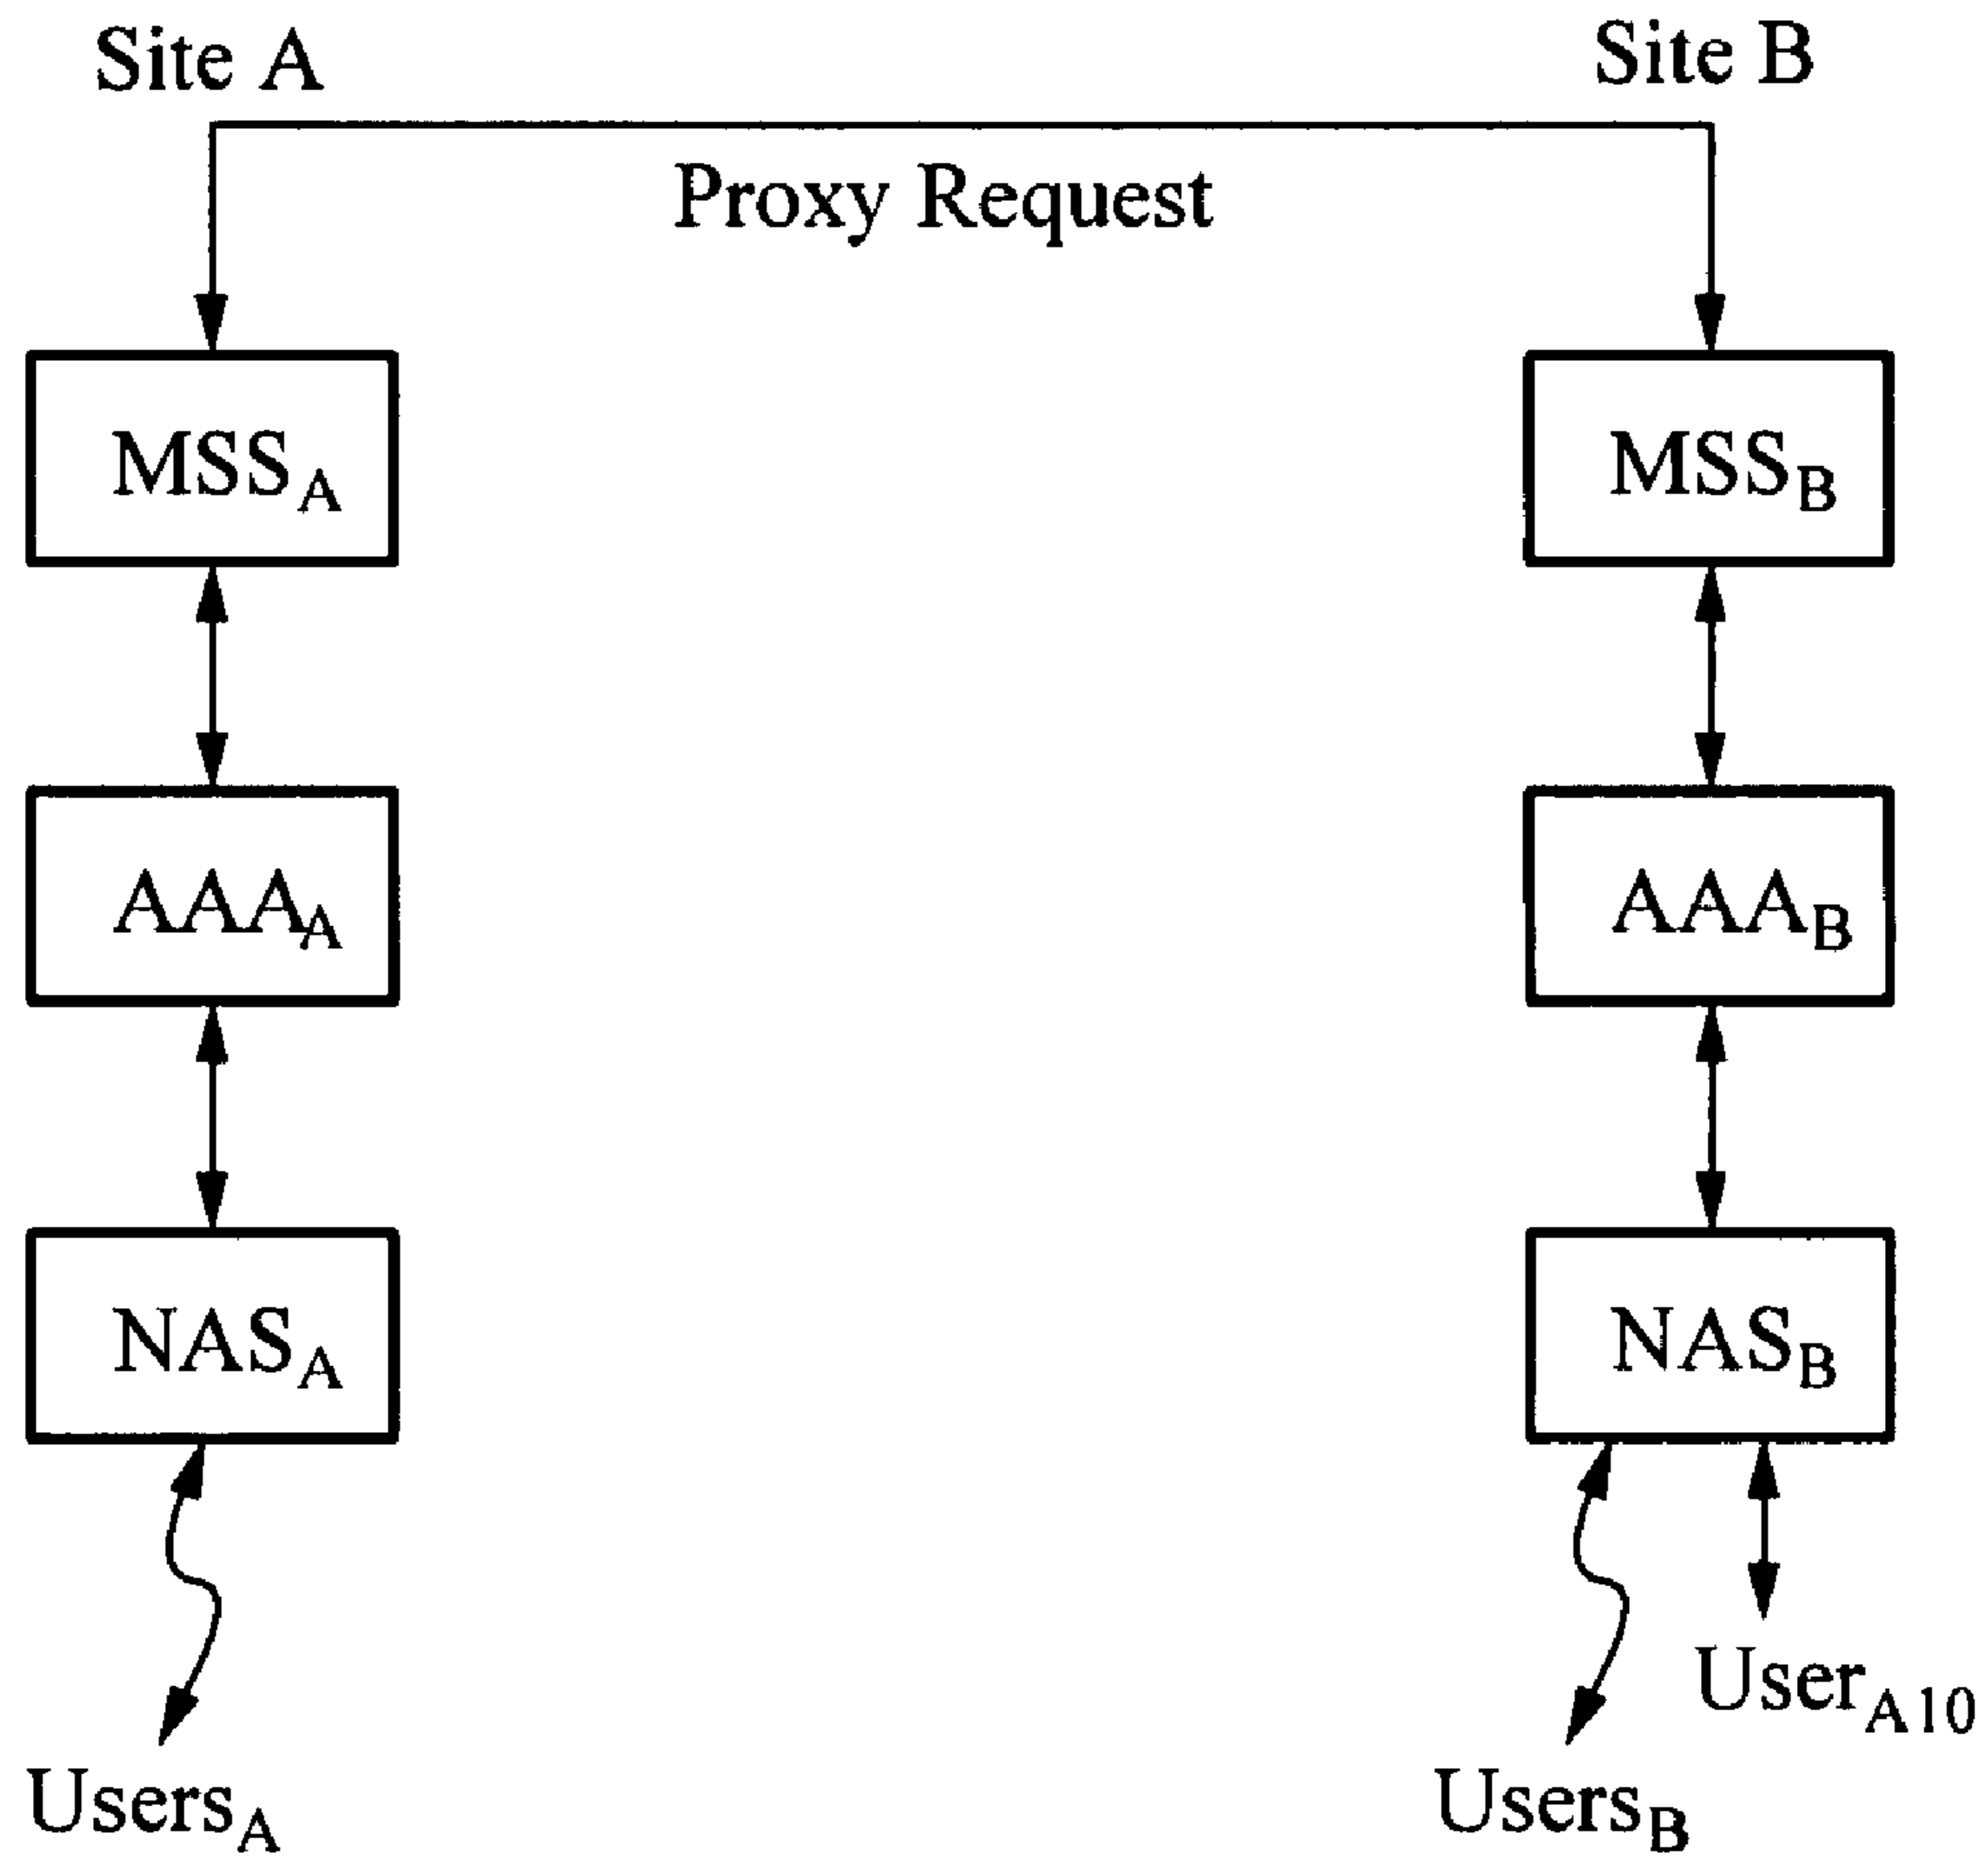 Site A
Site B
Proxy Request
MSSA
MSSB
AAAA
AAAB
NASA
NASB
UserA10
UsersA
UsersB